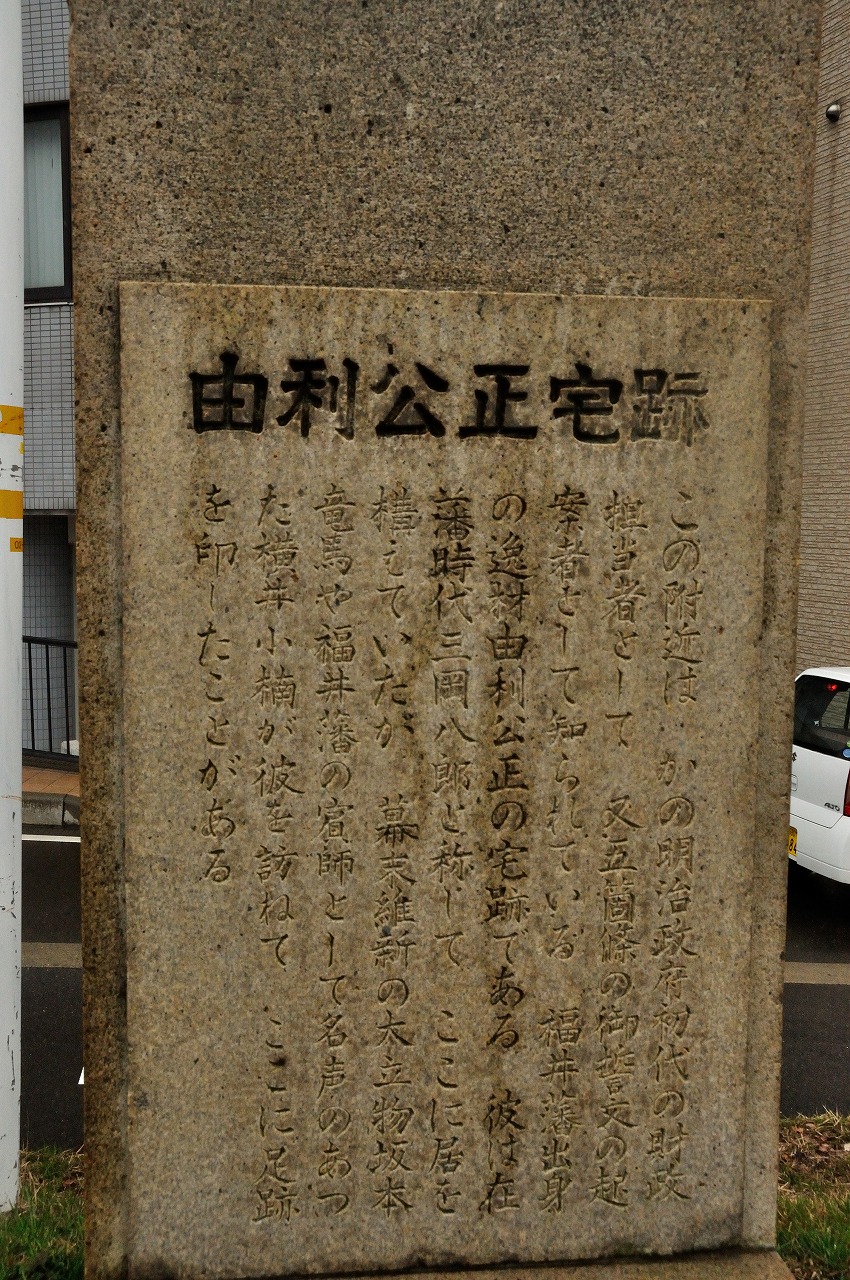 由利公正宅跡
この附近は かの明治政府初代の財政
担当者として 又五箇條の御誓文の起
案者として知られている 福井藩出身
の逸材由利公正の宅跡である 彼は在
藩時代三岡八郎と称して ここに居を
構えていたが 幕末維新の大立物坂本
竜馬や福井藩の賓師として名声のあつ
た横井小楠が彼を訪ねて ここに足跡
を印したことがある